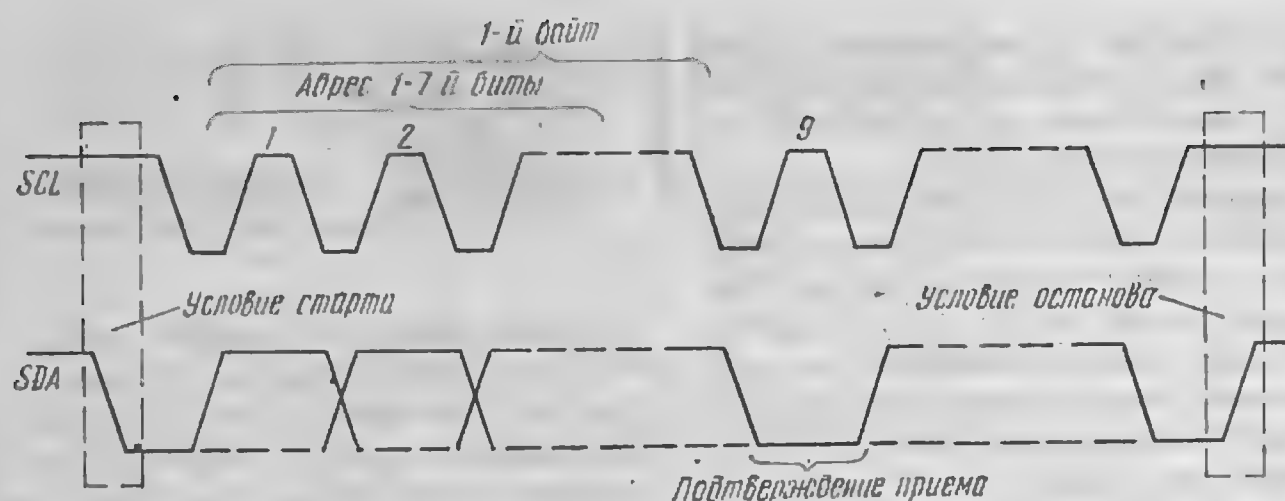 1-й байт
Адрес 1-7 й биты
1 2 9
SCL
Условие старта
Условие останова
SDA
Подтверждение приема